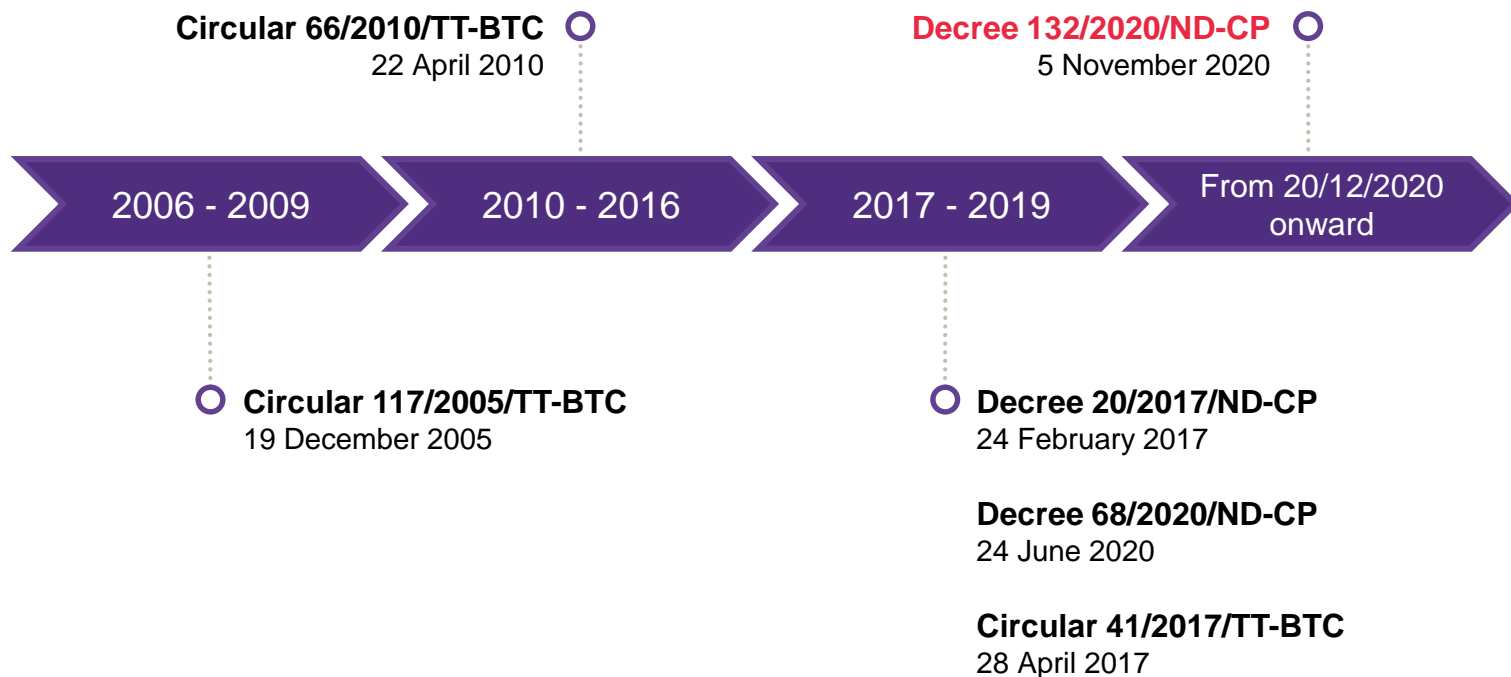 Circular 66/2010/TT-BTC
22 April 2010
Decree 132/2020/ND-CP
5 November 2020
2006 - 2009
2010 - 2016
2017 - 2019
From 20/12/2020
onward
Circular 117/2005/TT-BTC
19 December 2005
Decree 20/2017/ND-CP
24 February 2017
Decree 68/2020/ND-CP
24 June 2020
Circular 41/2017/TT-BTC
28 April 2017